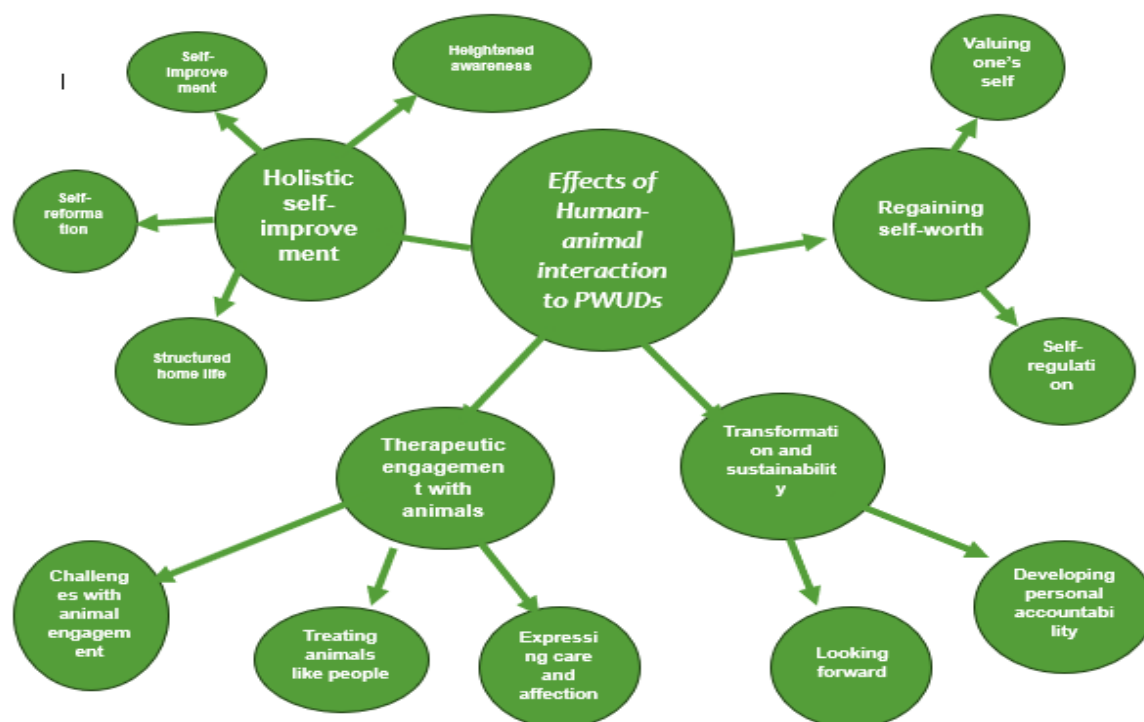 I
Self-
improve
ment
Heightened
awareness
Valuing
one's
self
Holistic
self-
improve
ment
Effects of
Human-
animal
interaction
to PWUDs
Regaining
self-worth
Self-
reforma
tion
Structured
home life
Self-
regulati
on
Therapeutic
engagemen
t with
animals
Transformati
on and
sustainabilit
y
Challeng
es with
animal
engagem
ent
Treating
animals
like people
Expressi
ng care
and
affection
Looking
forward
Developing
personal
accountabi
lity